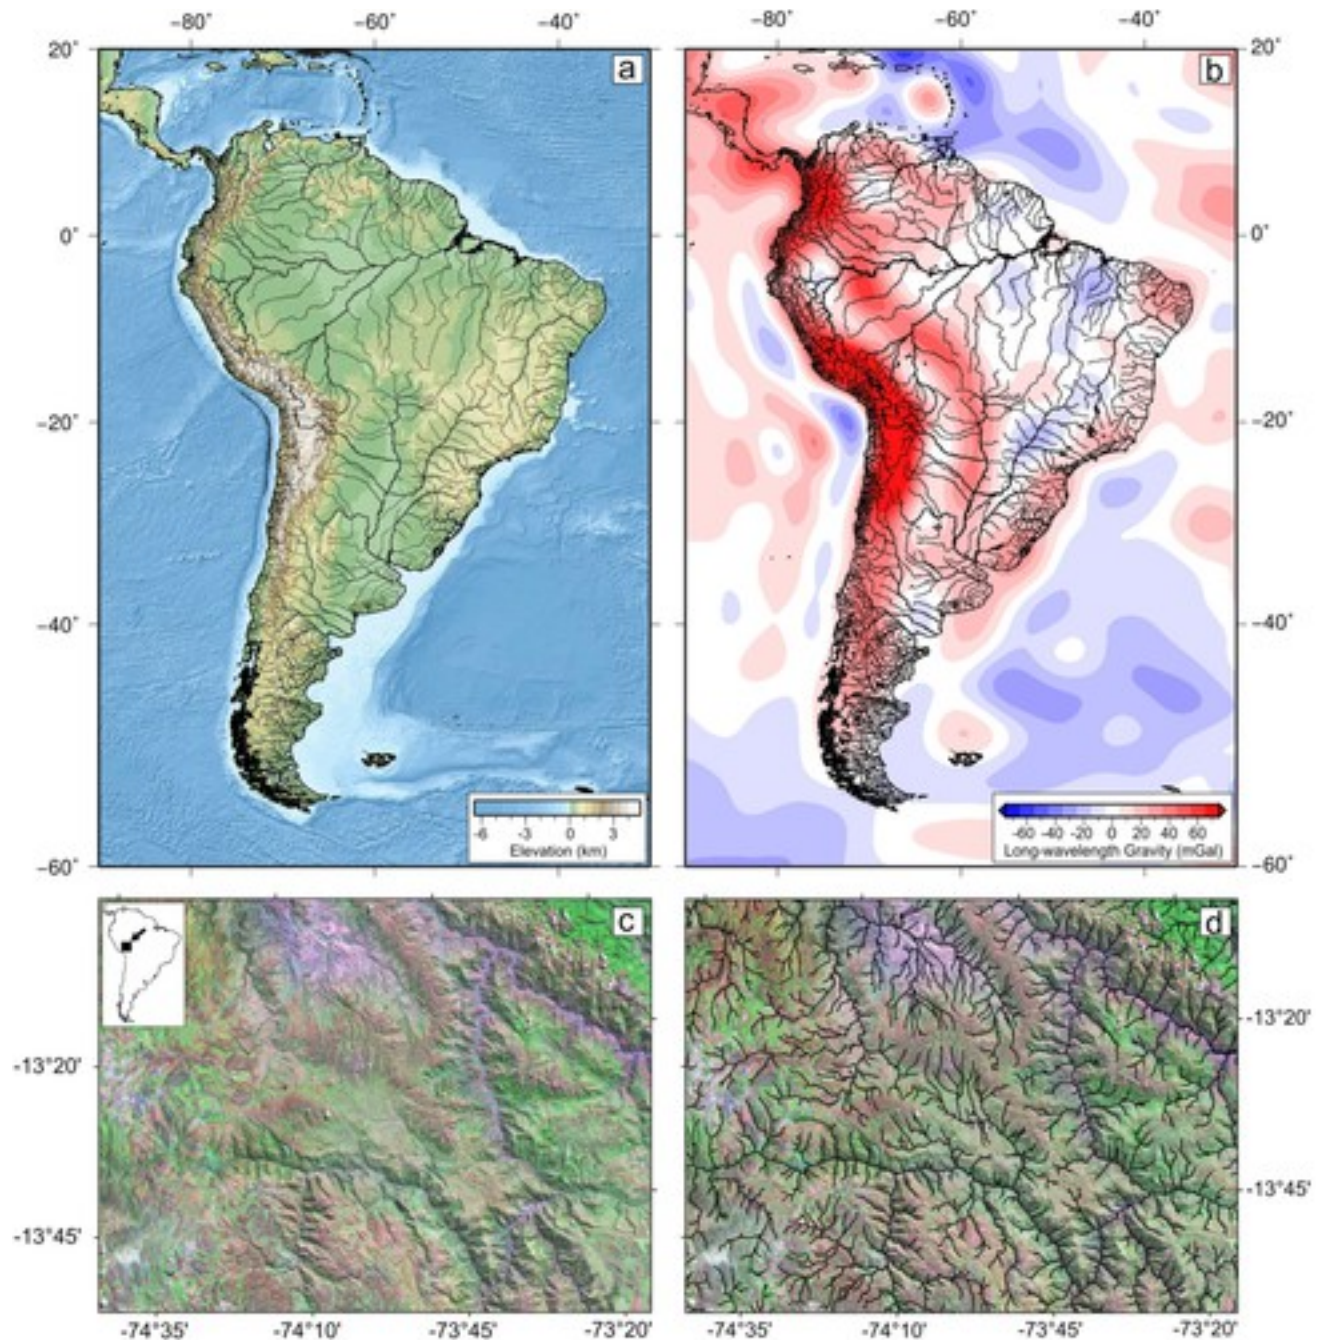 −80˚ −60˚ −40˚
−80˚ −60˚ −40˚
20˚
a
b
20˚
0˚
0˚
−20˚
−20˚
−40˚
−40˚
-6 -3 0 3
Elevation (km)
-60 -40 -20 0 20 40 60
Long-wavelength Gravity (mGal)
−60˚
−60˚
c
d
-13˚20'
-13˚20'
-13˚45'
-13˚45'
-74˚35' -74˚10' -73˚45' -73˚20'
-74˚35' -74˚10' -73˚45' -73˚20'